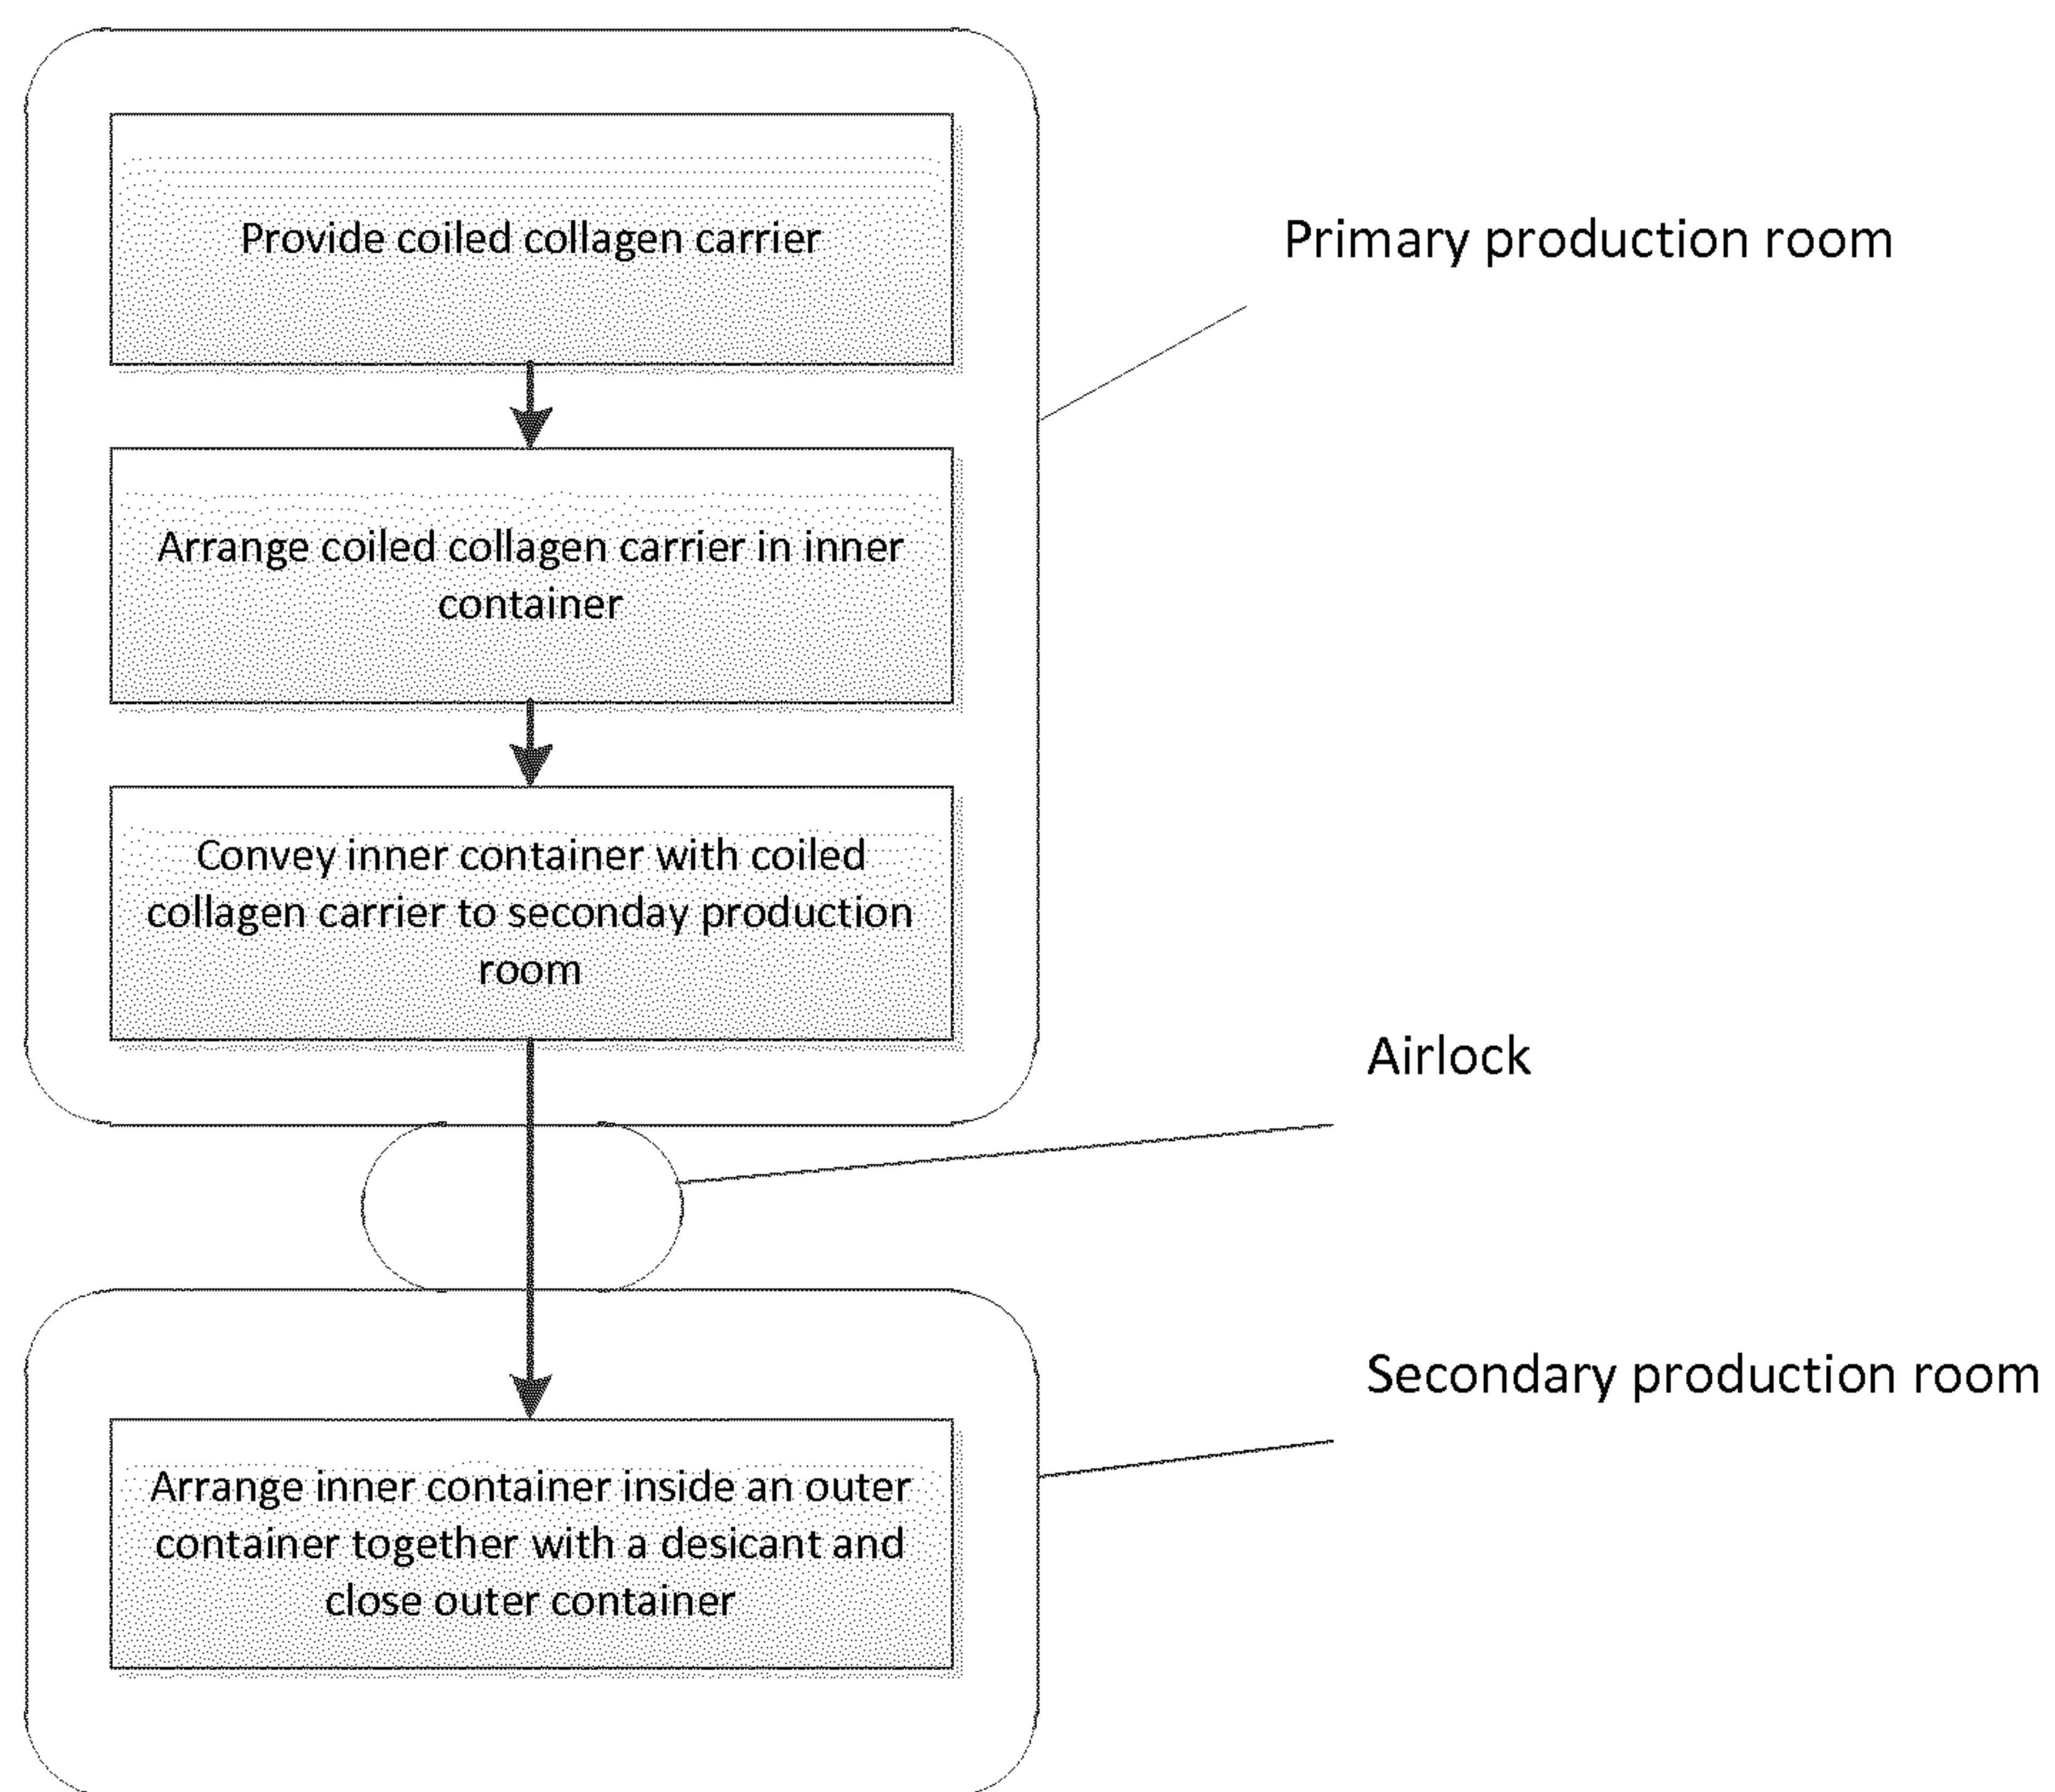 Provide coiled collagen carrier
Primary production room
Arrange coiled collagen carrier in inner
container
Convey inner container with coiled
collagen carrier to seconday production
room
Airlock
Secondary production room
Arrange inner container inside an outer
container together with a desicant and
close outer container